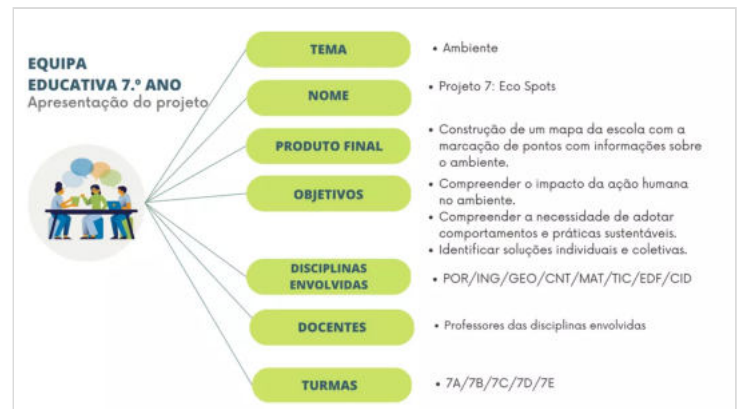 EQUIPA
EDUCATIVA 7.º ANO
Apresentação do projeto
TEMA
• Ambiente
NOME
• Projeto 7: Eco Spots
PRODUTO FINAL
• Construção de um mapa da escola com a
marcação de pontos com informações sobre
o ambiente.
OBJETIVOS
• Compreender o impacto da ação humana
no ambiente.
• Compreender a necessidade de adotar
comportamentos e práticas sustentáveis.
• Identificar soluções individuais e coletivas.
DISCIPLINAS
ENVOLVIDAS
• POR/ING/GEO/CNT/MAT/TIC/EDF/CID
DOCENTES
• Professores das disciplinas envolvidas
TURMAS
• 7A/7B/7C/7D/7E